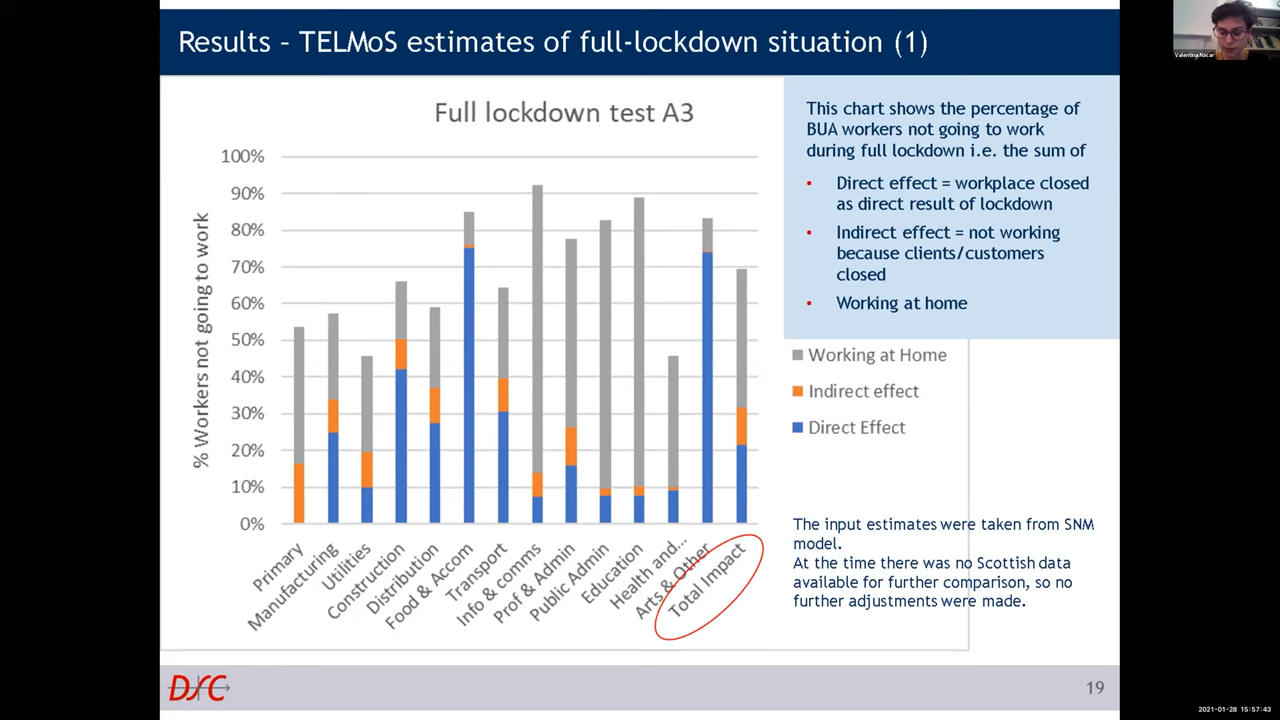 Results – TELMoS estimates of full-lockdown situation (1)
Valentina Nacar
Full lockdown test A3
% Workers not going to work
100%
90%
80%
70%
60%
50%
40%
30%
20%
10%
0%
Primary
Manufacturing
Utilities
Construction
Distribution
Food & Accom
Transport
Info & comms
Prof & Admin
Public Admin
Education
Health and...
Arts & Other
Total Impact
This chart shows the percentage of
BUA workers not going to work
during full lockdown i.e. the sum of
• Direct effect = workplace closed
as direct result of lockdown
• Indirect effect = not working
because clients/customers
closed
• Working at home
Working at Home
Indirect effect
Direct Effect
The input estimates were taken from SNM
model.
At the time there was no Scottish data
available for further comparison, so no
further adjustments were made.
DSC
19
2021-01-28 15:57:43